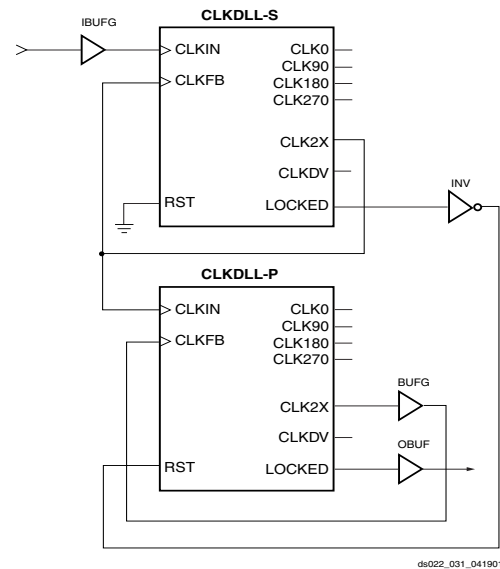 IBUFG
CLKDLL-S
CLKIN
CLKFB
RST
CLK0
CLK90
CLK180
CLK270
CLK2X
CLKDV
LOCKED
INV
CLKDLL-P
CLKIN
CLKFB
RST
CLK0
CLK90
CLK180
CLK270
CLK2X
CLKDV
LOCKED
BUFG
OBUF
ds022_031_041901